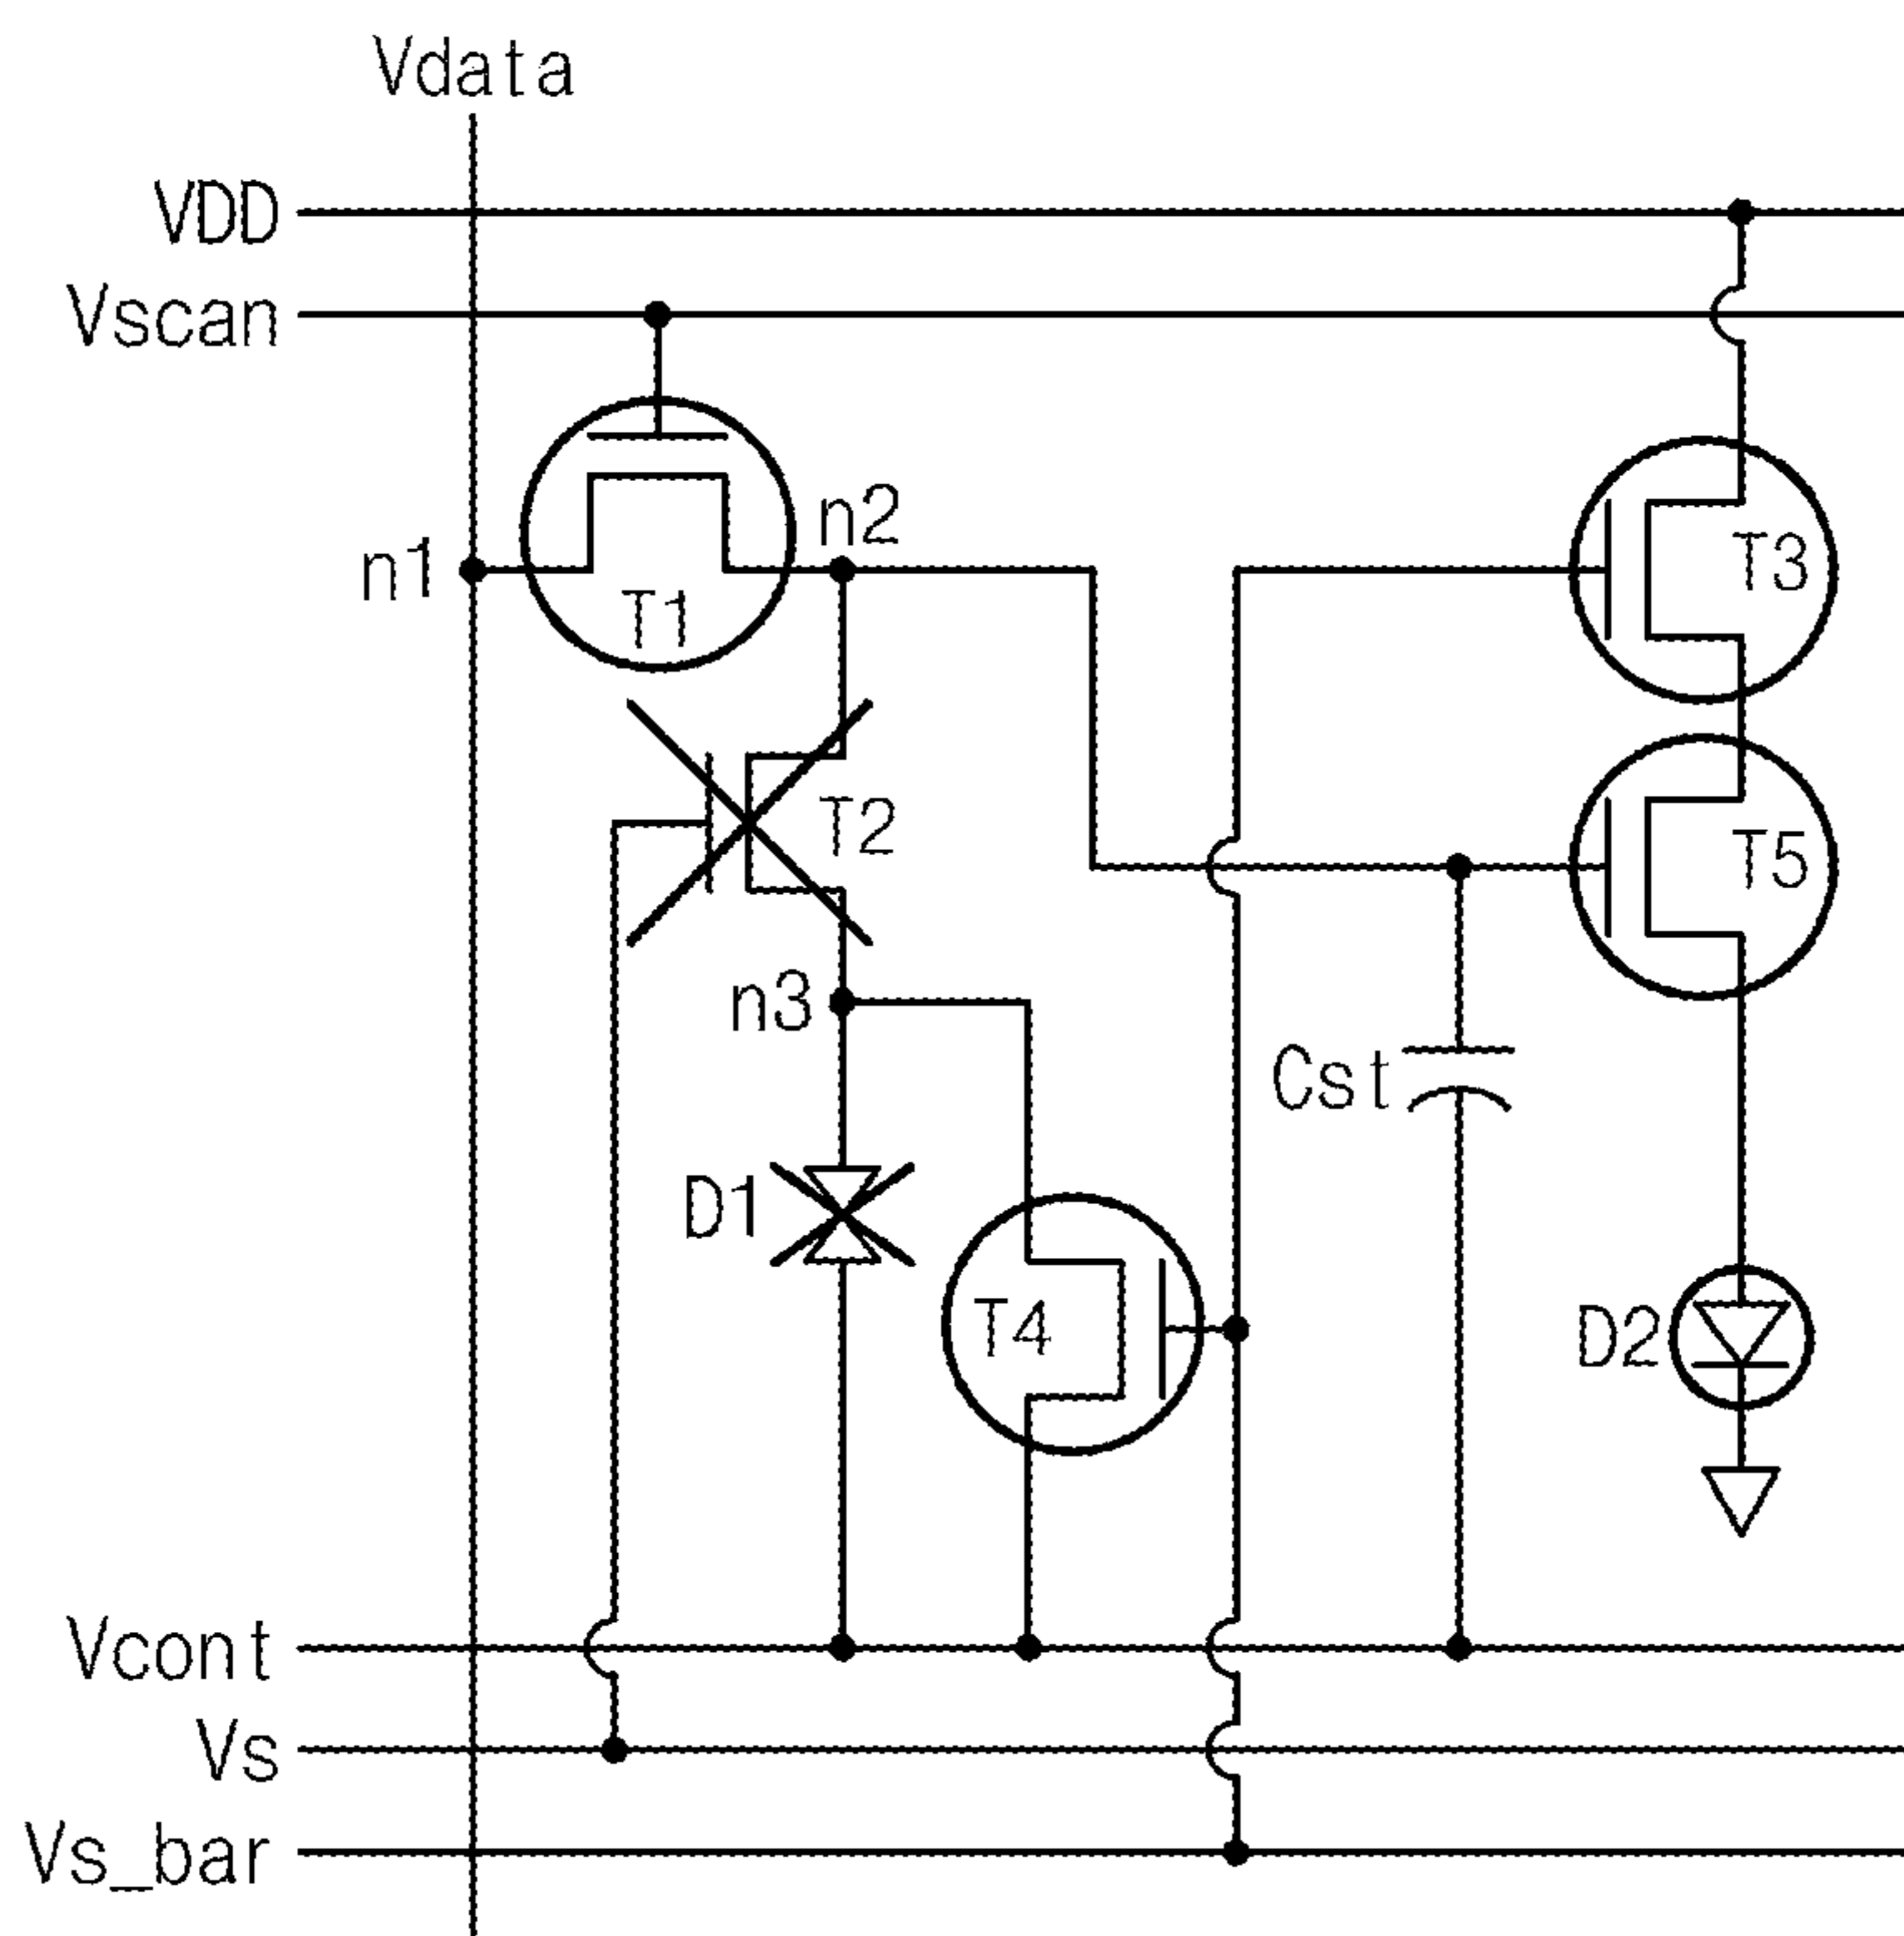 Vdata
VDD
Vscan
n1
T1
n2
T3
T2
T5
n3
Cst
D1
T4
D2
Vcont
Vs
Vs_bar